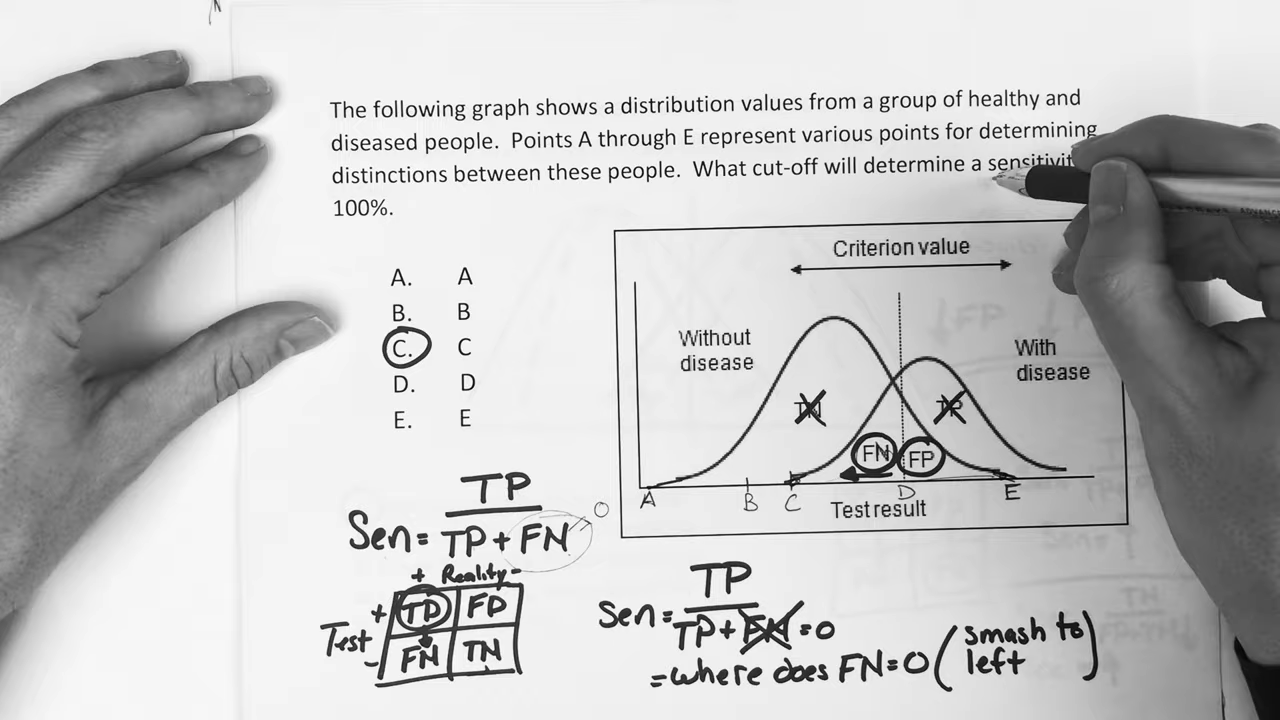 The following graph shows a distribution values from a group of healthy and
diseased people. Points A through E represent various points for determining
distinctions between these people. What cut-off will determine a
100%.
A. A
B. B
C. C
D. D
E. E
Criterion value
Without
disease
With
disease
FN
FP
A B C D E
Test result
TP
Sen = TP + FN = 0
+ Reality -
Test + TP FP
- FN TN
TP
Sen = TP + FN = 0
= where does FN = 0 (smash to
left)